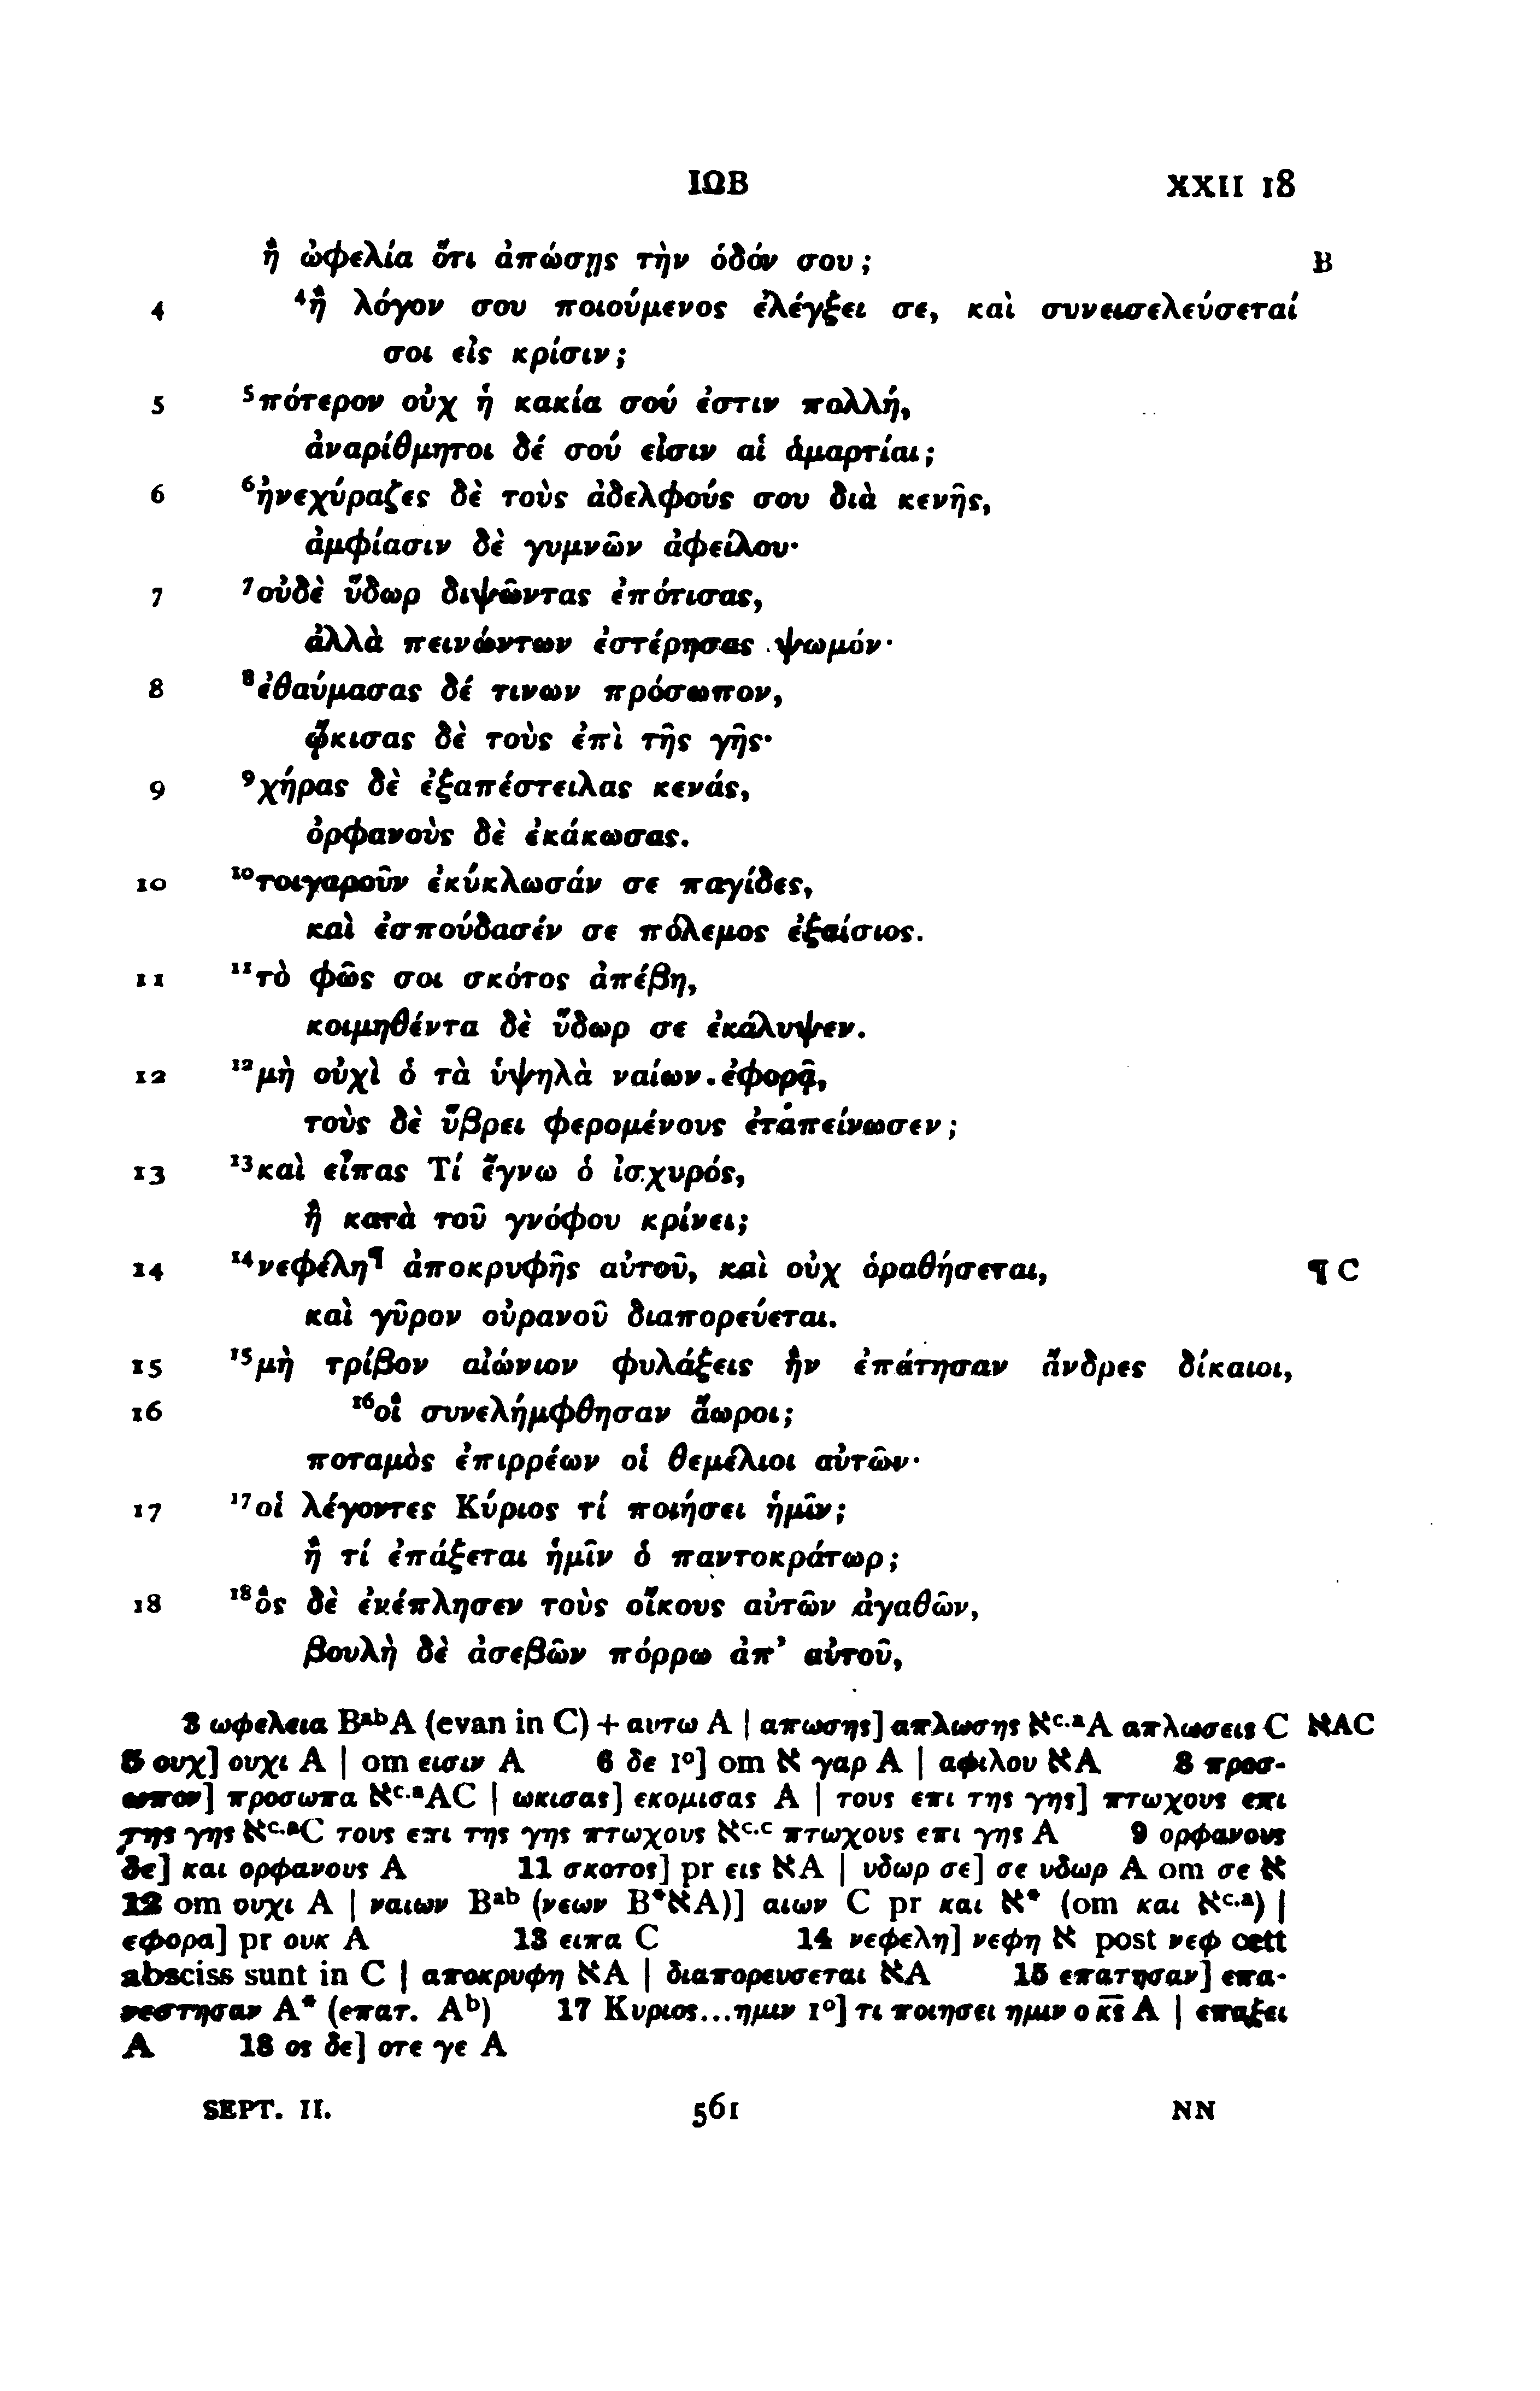 ΙΩΒ XXII 18
ἢ ὠφελία ὅτι ἀπώσῃς τὴν ὁδόν σου; B
4 ⁴ἢ λόγον σου ποιούμενος ἐλέγξει σε, καὶ συνεισελεύσεταί
σοι εἰς κρίσιν;
5 ⁵πότερον οὐχ ἡ κακία σού ἐστιν πολλή,
ἀναρίθμητοι δέ σού εἰσιν αἱ ἁμαρτίαι;
6 ⁶ἠνεχύραζες δὲ τοὺς ἀδελφούς σου διὰ κενῆς,
ἀμφίασιν δὲ γυμνῶν ἀφείλου·
7 ⁷οὐδὲ ὕδωρ διψῶντας ἐπότισας,
ἀλλὰ πεινώντων ἐστέρησας ψωμόν·
8 ⁸ἐθαύμασας δέ τινων πρόσωπον,
ᾤκισας δὲ τοὺς ἐπὶ τῆς γῆς·
9 ⁹χήρας δὲ ἐξαπέστειλας κενάς,
ὀρφανοὺς δὲ ἐκάκωσας.
10 ¹⁰τοιγαροῦν ἐκύκλωσάν σε παγίδες,
καὶ ἐσπούδασέν σε πόλεμος ἐξαίσιος.
11 ¹¹τὸ φῶς σοι σκότος ἀπέβη,
κοιμηθέντα δὲ ὕδωρ σε ἐκάλυψεν.
12 ¹²μὴ οὐχὶ ὁ τὰ ὑψηλὰ ναίων ἐφορᾷ,
τοὺς δὲ ὕβρει φερομένους ἐταπείνωσεν;
13 ¹³καὶ εἶπας Τί ἔγνω ὁ ἰσχυρός,
ἢ κατὰ τοῦ γνόφου κρίνει;
14 ¹⁴νεφέλη¶ ἀποκρυφῆς αὐτοῦ, καὶ οὐχ ὁραθήσεται, ¶ C
καὶ γῦρον οὐρανοῦ διαπορεύεται.
15 ¹⁵μὴ τρίβον αἰώνιον φυλάξεις ἣν ἐπάτησαν ἄνδρες δίκαιοι,
16 ¹⁶οἳ συνελήμφθησαν ἄωροι;
ποταμὸς ἐπιρρέων οἱ θεμέλιοι αὐτῶν·
17 ¹⁷οἱ λέγοντες Κύριος τί ποιήσει ἡμῖν;
ἢ τί ἐπάξεται ἡμῖν ὁ παντοκράτωρ;
18 ¹⁸ὃς δὲ ἐνέπλησεν τοὺς οἴκους αὐτῶν ἀγαθῶν,
βουλὴ δὲ ἀσεβῶν πόρρω ἀπ’ αὐτοῦ,
3 ωφελεια Bᵃᵇ A (evan in C) + αυτω A | απωσης] απλωσης ℵᶜ·ᵃ A απλωσεις C ℵAC
5 ουχ] ουχι A | om εισιν A 6 δε 1°] om ℵ γαρ A | αφιλου ℵA 8 προσ-
ωπον] προσωπα ℵᶜ·ᵃ AC | ωκισας] εκομισας A | τους επι της γης] πτωχους επι
της γης ℵᶜ·ᵃ C τους επι της γης πτωχους ℵᶜ·ᶜ πτωχους επι γης A 9 ορφανους
δε] και ορφανους A 11 σκοτος] pr εις ℵA | υδωρ σε] σε υδωρ A om σε ℵ
12 om ουχι A | ναιων Bᵃᵇ (νεων B*ℵA)] αιων C pr και ℵ* (om και ℵᶜ·ᵃ) |
εφορα] pr ουκ A 13 ειπα C 14 νεφελη] νεφη ℵ post νεφ cett
absciss sunt in C | αποκρυφη ℵA | διαπορευσεται ℵA 15 επατησαν] επα-
νεστησαν A* (επατ. Aᵇ) 17 Κυριος...ημιν 1°] τι ποιησει ημιν ο κ̅ς̅ A | επαξει
A 18 ος δε] οτε γε A
SEPT. II. 561 NN